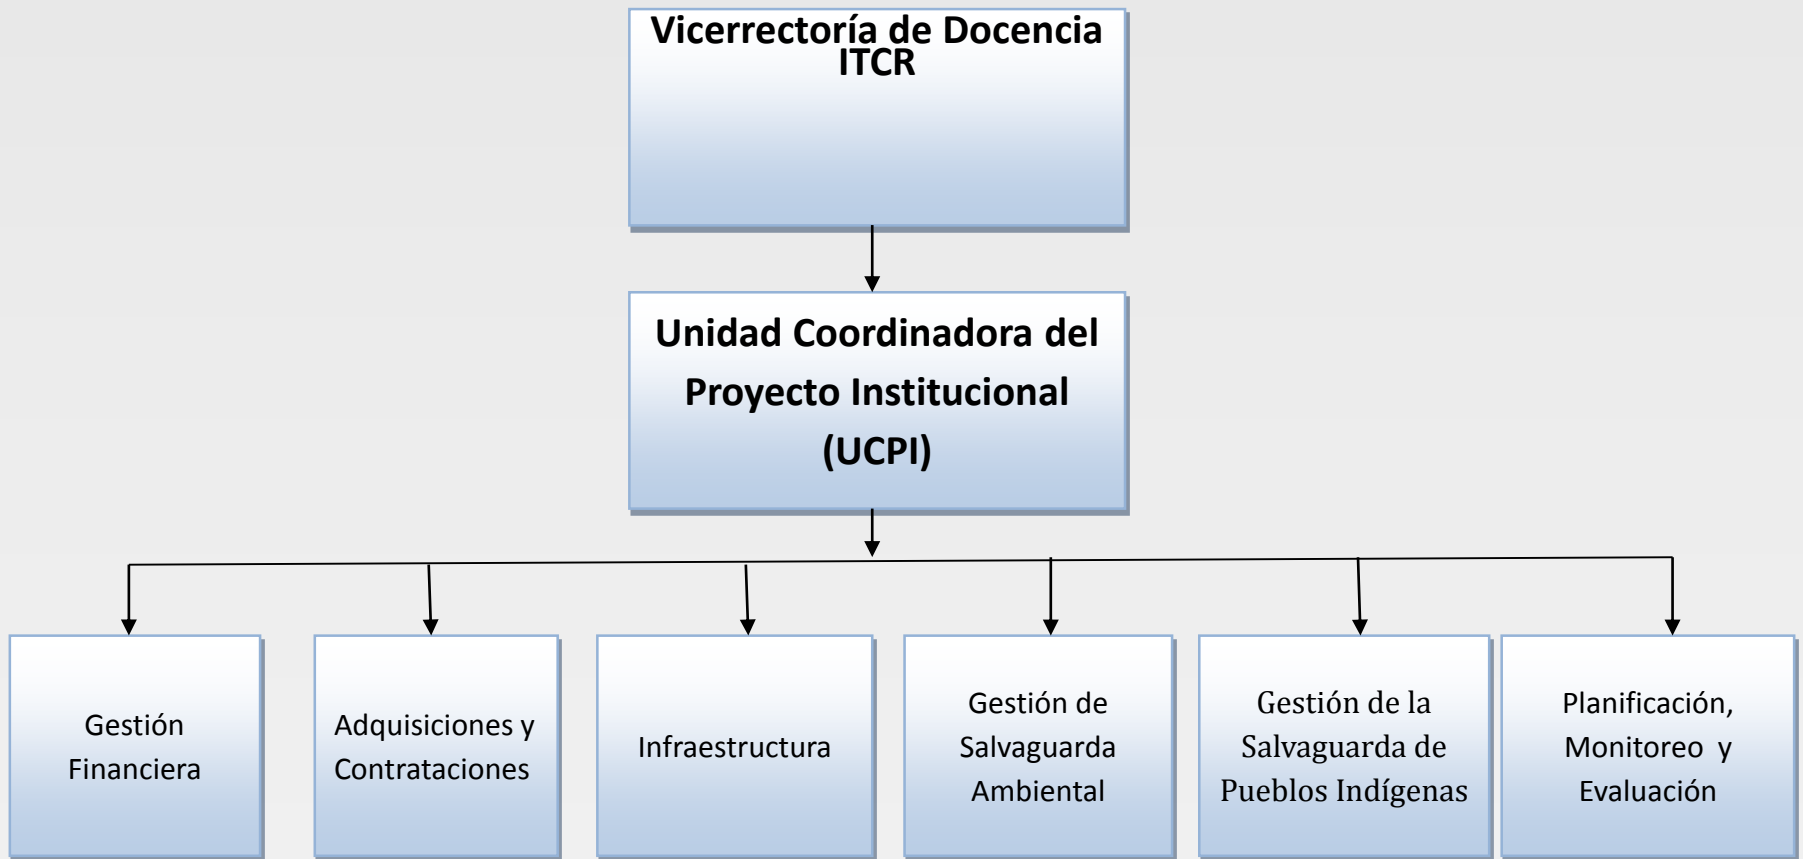 Vicerrectoría de Docencia
ITCR
Unidad Coordinadora del
Proyecto Institucional
(UCPI)
Gestión
Financiera
Adquisiciones y
Contrataciones
Infraestructura
Gestión de
Salvaguarda
Ambiental
Gestión de la
Salvaguarda de
Pueblos Indígenas
Planificación,
Monitoreo y
Evaluación